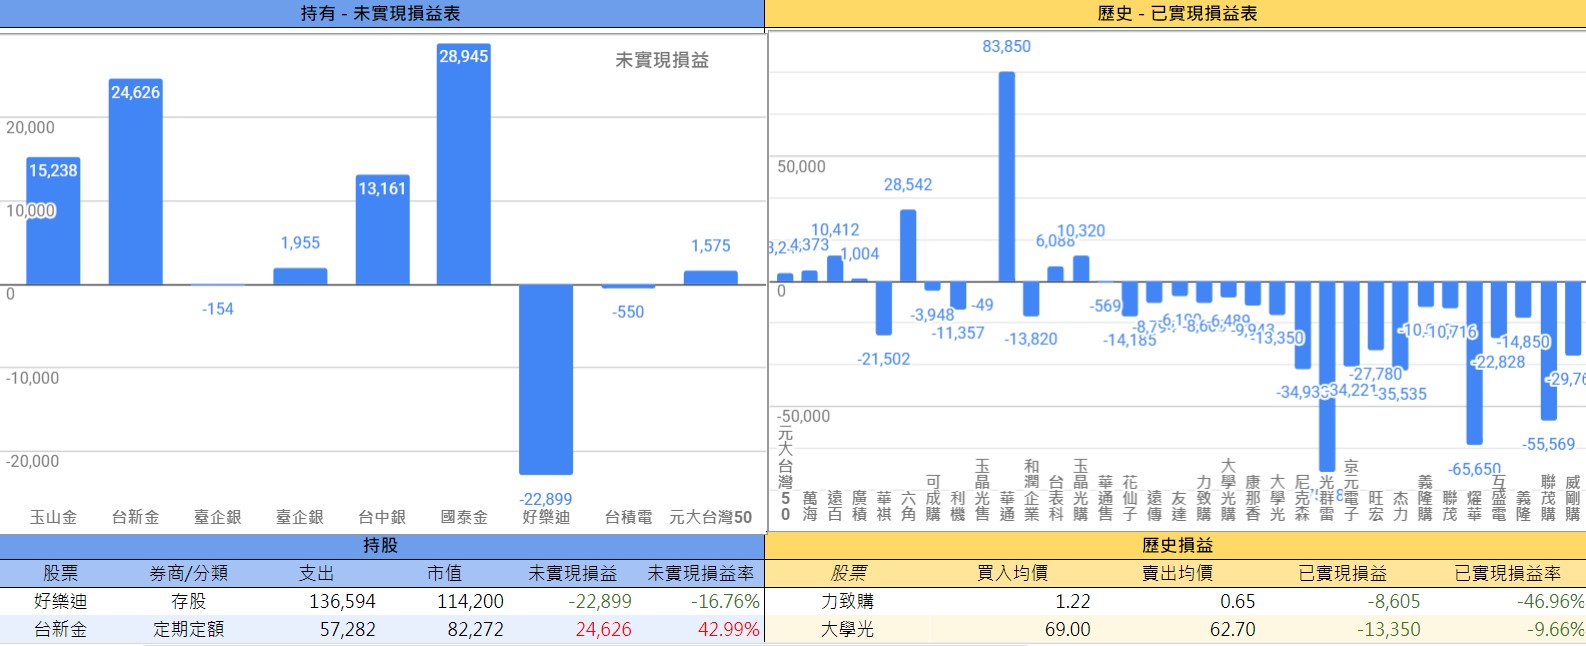 持有 - 未實現損益表
未實現損益
28,945
24,626
20,000
15,238
13,161
10,000
1,955
1,575
0
-154
-550
-10,000
-20,000
-22,899
玉山金 台新金 臺企銀 臺企銀 台中銀 國泰金 好樂迪 台積電 元大台灣50
持股
股票 券商/分類 支出 市值 未實現損益 未實現損益率
好樂迪 存股 136,594 114,200 -22,899 -16.76%
台新金 定期定額 57,282 82,272 24,626 42.99%
歷史 - 已實現損益表
83,850
50,000
28,542
10,412
10,320
4,373
6,088
1,004
0
-3,948
-49
-569
-11,357
-21,502
-13,820
-14,185
-6,489
-9,943
-13,350
-10,716
-14,850
-22,828
-27,780
-34,221
-35,535
-50,000
-55,569
-65,650
元大台灣50
萬海
遠百
廣積
華祺
六角
可成購
利機
玉晶光售
華通
和潤企業
台表科
玉晶光購
華通售
花仙子
遠傳
友達
力致購
大學光購
康那香
大學光
尼克森
光群雷
京元電子
旺宏
杰力
義隆購
聯茂
燿華
互盛電
義隆
聯茂購
威剛購
歷史損益
股票 買入均價 賣出均價 已實現損益 已實現損益率
力致購 1.22 0.65 -8,605 -46.96%
大學光 69.00 62.70 -13,350 -9.66%